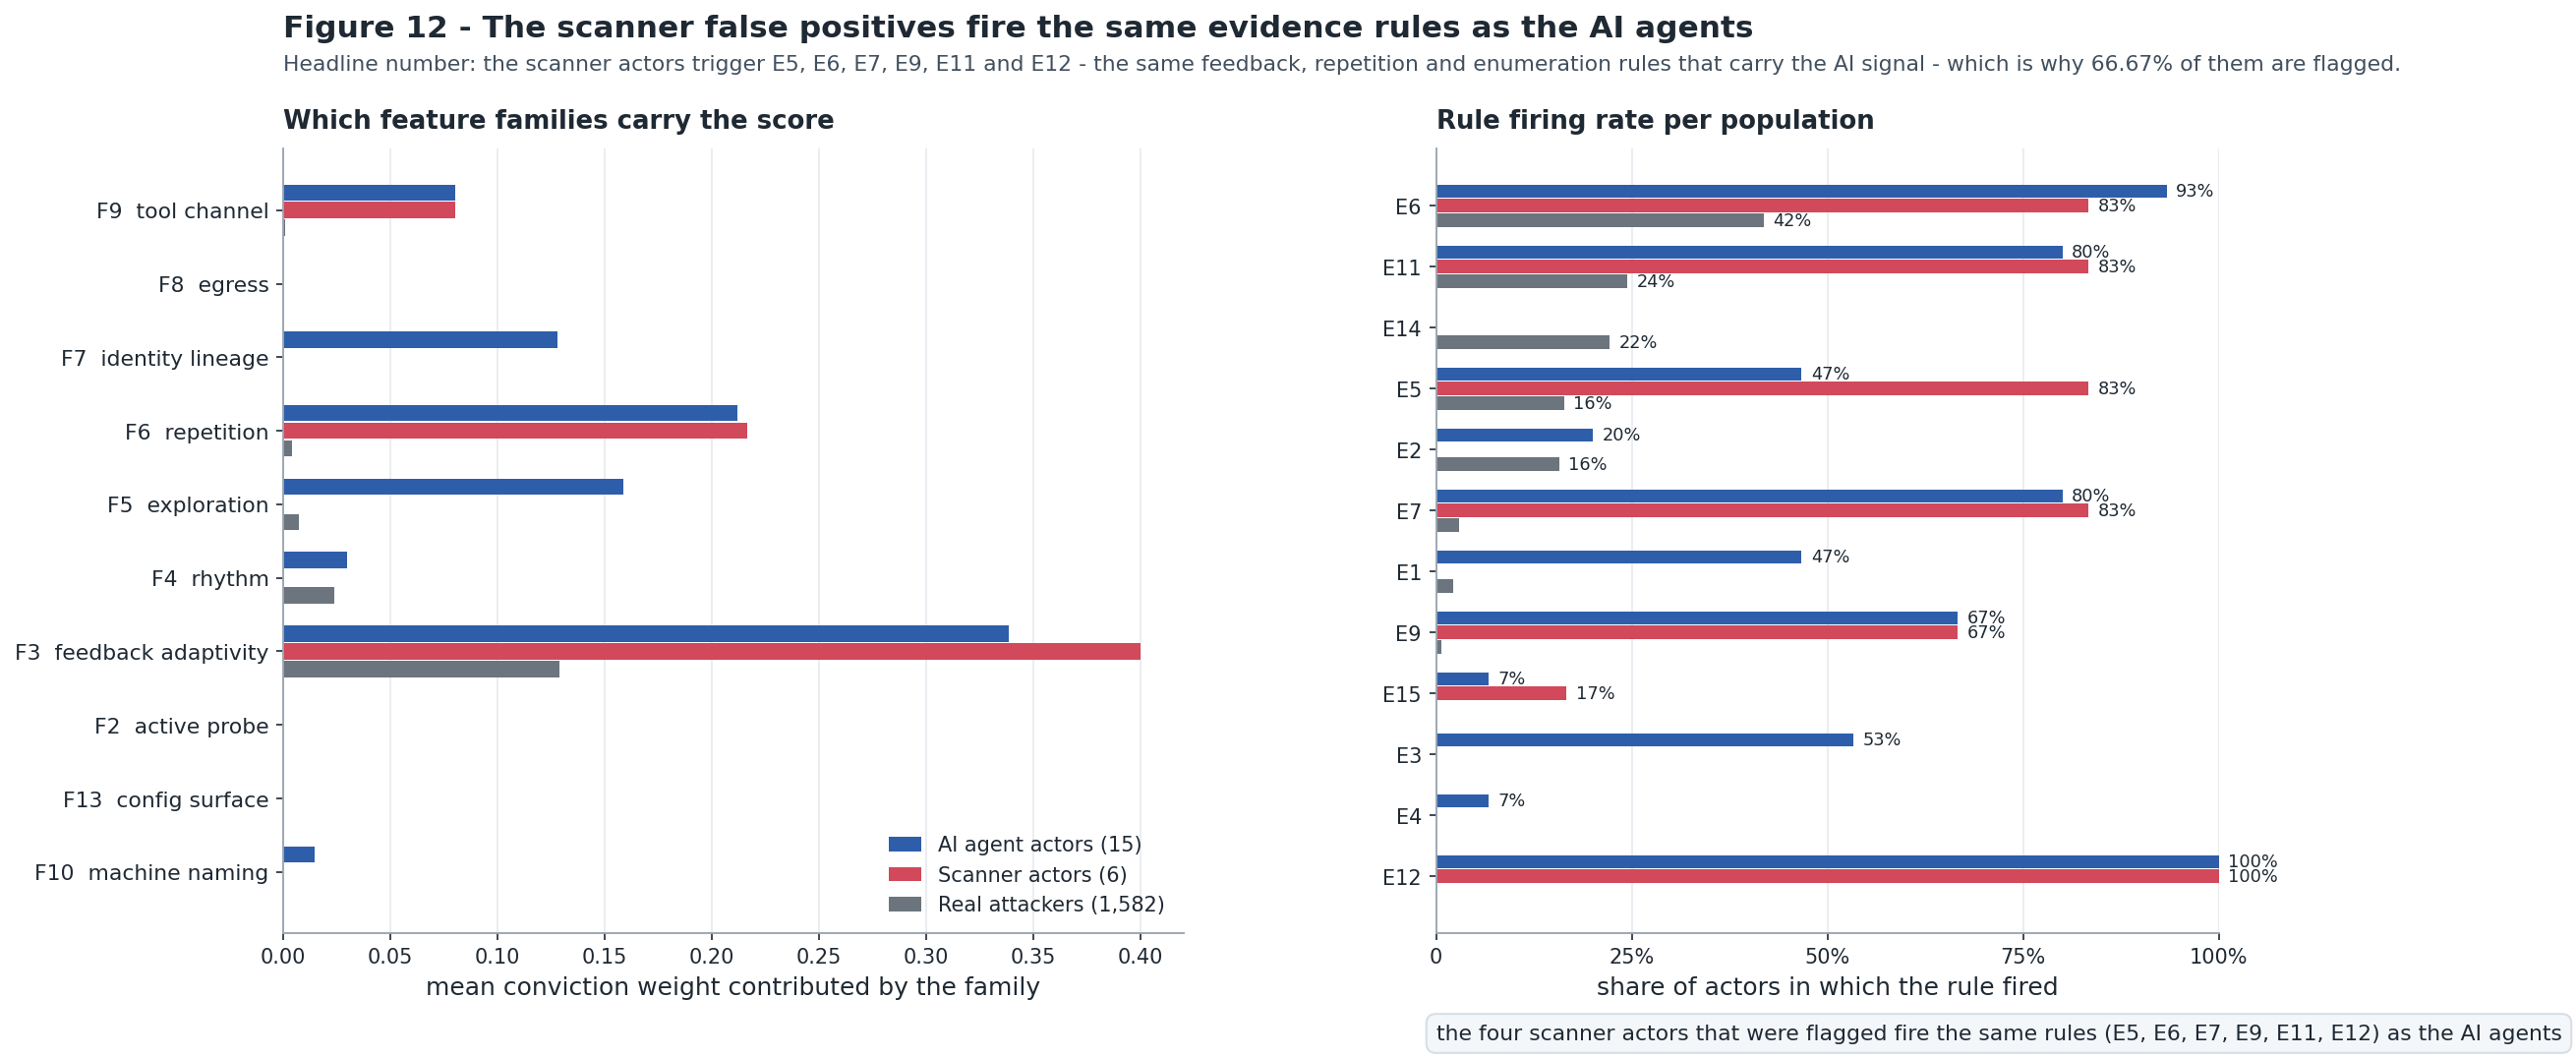 Figure 12 - The scanner false positives fire the same evidence rules as the AI agents
Headline number: the scanner actors trigger E5, E6, E7, E9, E11 and E12 - the same feedback, repetition and enumeration rules that carry the AI signal - which is why 66.67% of them are flagged.
Which feature families carry the score
F9 tool channel
F8 egress
F7 identity lineage
F6 repetition
F5 exploration
F4 rhythm
F3 feedback adaptivity
F2 active probe
F13 config surface
F10 machine naming
AI agent actors (15)
Scanner actors (6)
Real attackers (1,582)
0.00 0.05 0.10 0.15 0.20 0.25 0.30 0.35 0.40
mean conviction weight contributed by the family
Rule firing rate per population
E6 93% 83% 42%
E11 80% 83% 24%
E14 22%
E5 47% 83% 16%
E2 20% 16%
E7 80% 83%
E1 47%
E9 67% 67%
E15 7% 17%
E3 53%
E4 7%
E12 100% 100%
0 25% 50% 75% 100%
share of actors in which the rule fired
the four scanner actors that were flagged fire the same rules (E5, E6, E7, E9, E11, E12) as the AI agents